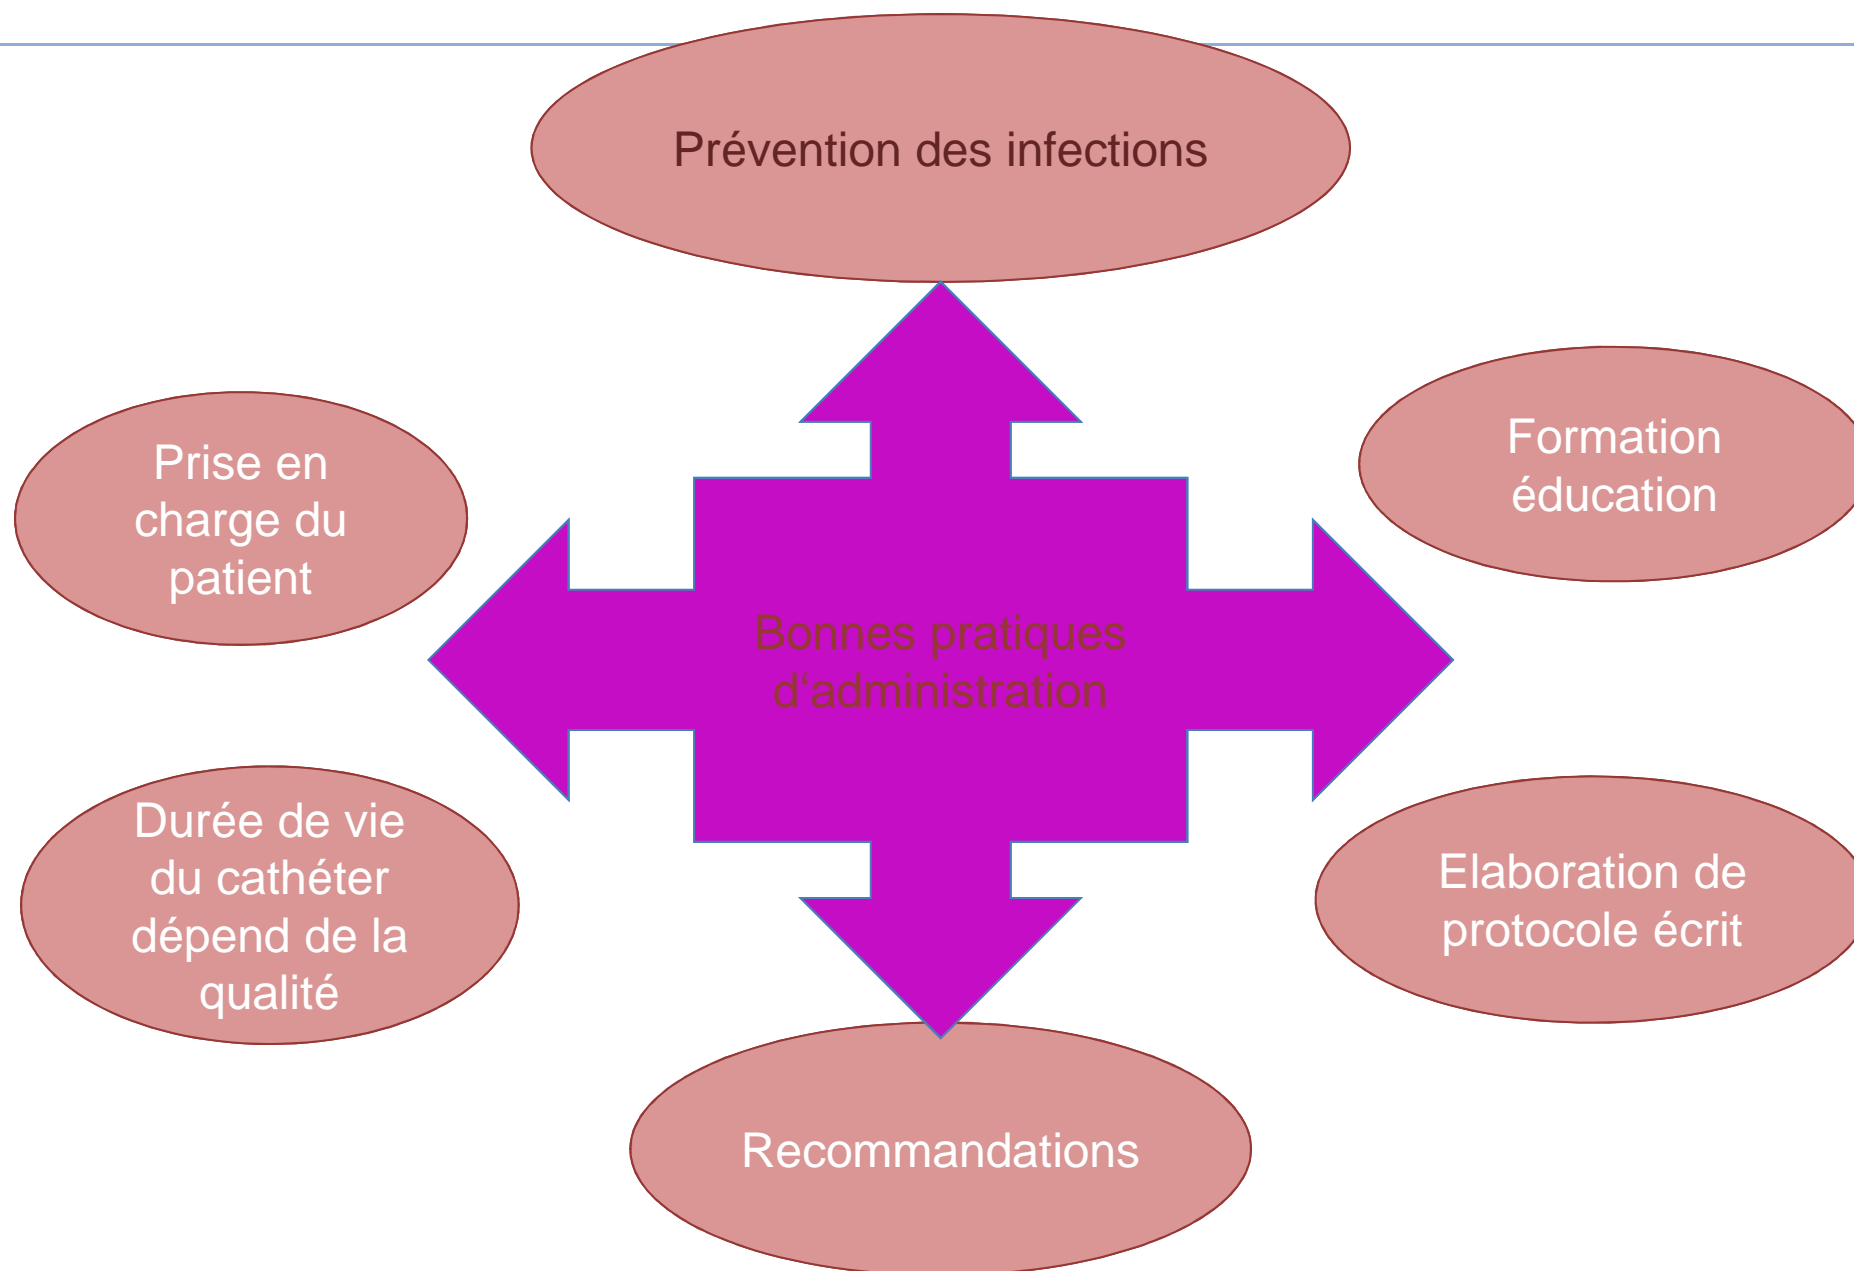 Prévention des infections
Formation
éducation
Prise en
charge du
patient
Bonnes pratiques
d‘administration
Durée de vie
du cathéter
dépend de la
qualité
Elaboration de
protocole écrit
Recommandations